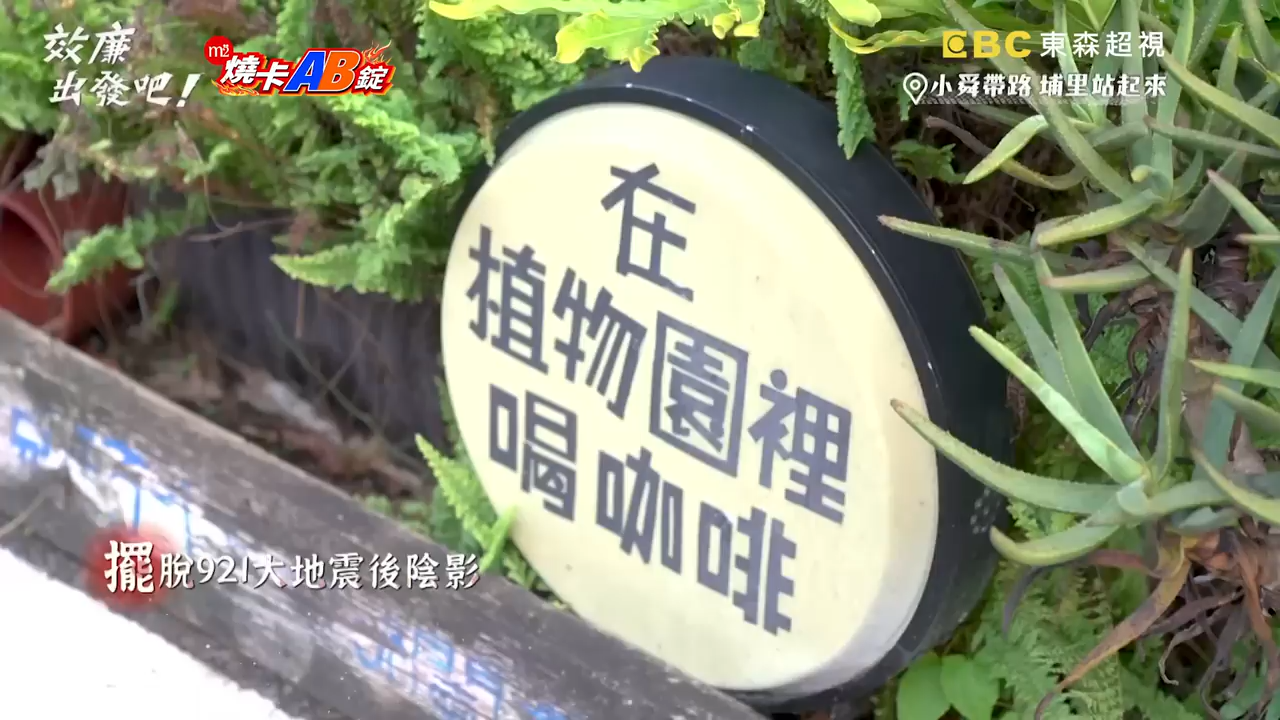 效廉
出發吧!
m2
燒卡AB錠
EBC東森超視
小舜帶路 埔里站起來
在
植物園裡
喝咖啡
擺脫921大地震後陰影